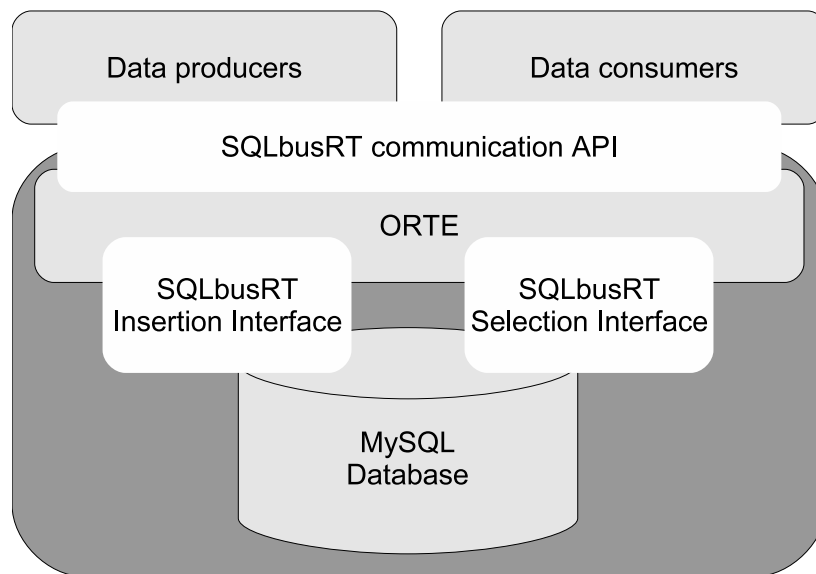 Data producers
Data consumers
SQLbusRT communication API
ORTE
SQLbusRT
Insertion Interface
SQLbusRT
Selection Interface
MySQL
Database